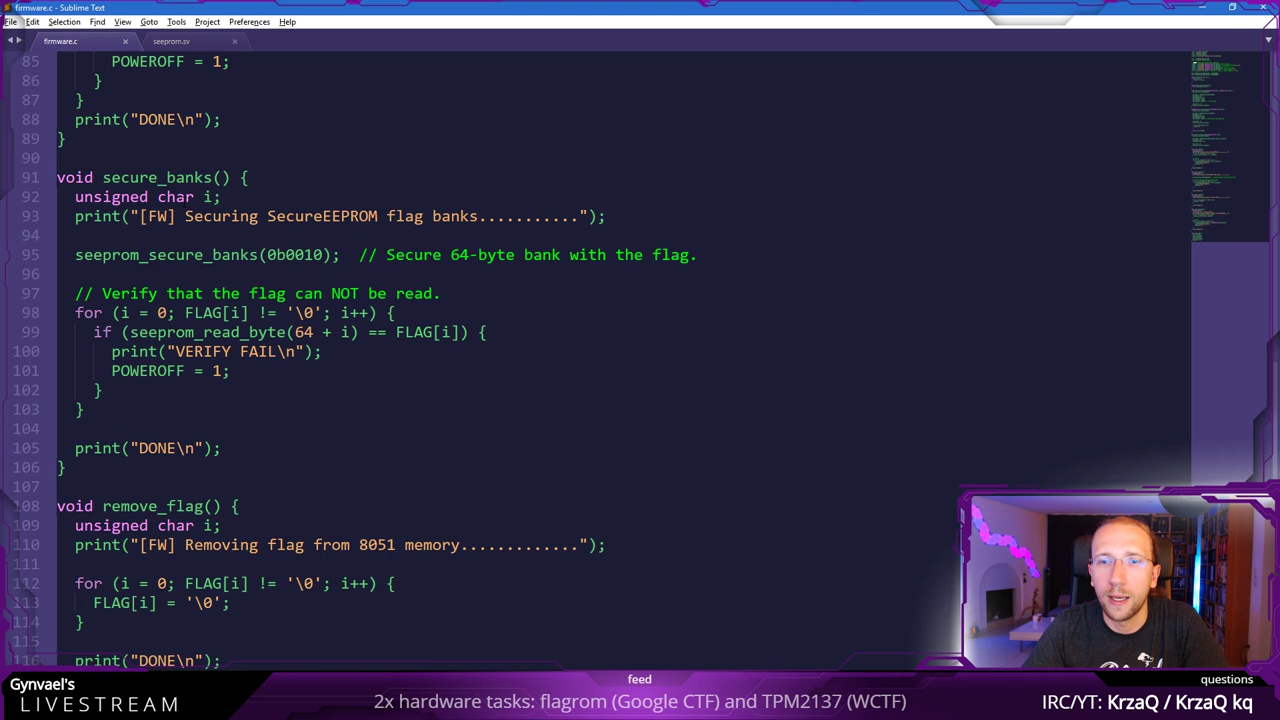 firmware.c - Sublime Text
File Edit Selection Find View Goto Tools Project Preferences Help
firmware.c × seeprom.sv ×
85 POWEROFF = 1;
86 }
87 }
88 print("DONE\n");
89 }
90
91 void secure_banks() {
92 unsigned char i;
93 print("[FW] Securing SecureEEPROM flag banks...........");
94
95 seeprom_secure_banks(0b0010); // Secure 64-byte bank with the flag.
96
97 // Verify that the flag can NOT be read.
98 for (i = 0; FLAG[i] != '\0'; i++) {
99 if (seeprom_read_byte(64 + i) == FLAG[i]) {
100 print("VERIFY FAIL\n");
101 POWEROFF = 1;
102 }
103 }
104
105 print("DONE\n");
106 }
107
108 void remove_flag() {
109 unsigned char i;
110 print("[FW] Removing flag from 8051 memory.............");
111
112 for (i = 0; FLAG[i] != '\0'; i++) {
113 FLAG[i] = '\0';
114 }
115
116 print("DONE\n");
Gynvael's
LIVESTREAM
feed
2x hardware tasks: flagrom (Google CTF) and TPM2137 (WCTF)
questions
IRC/YT: KrzaQ / KrzaQ kq